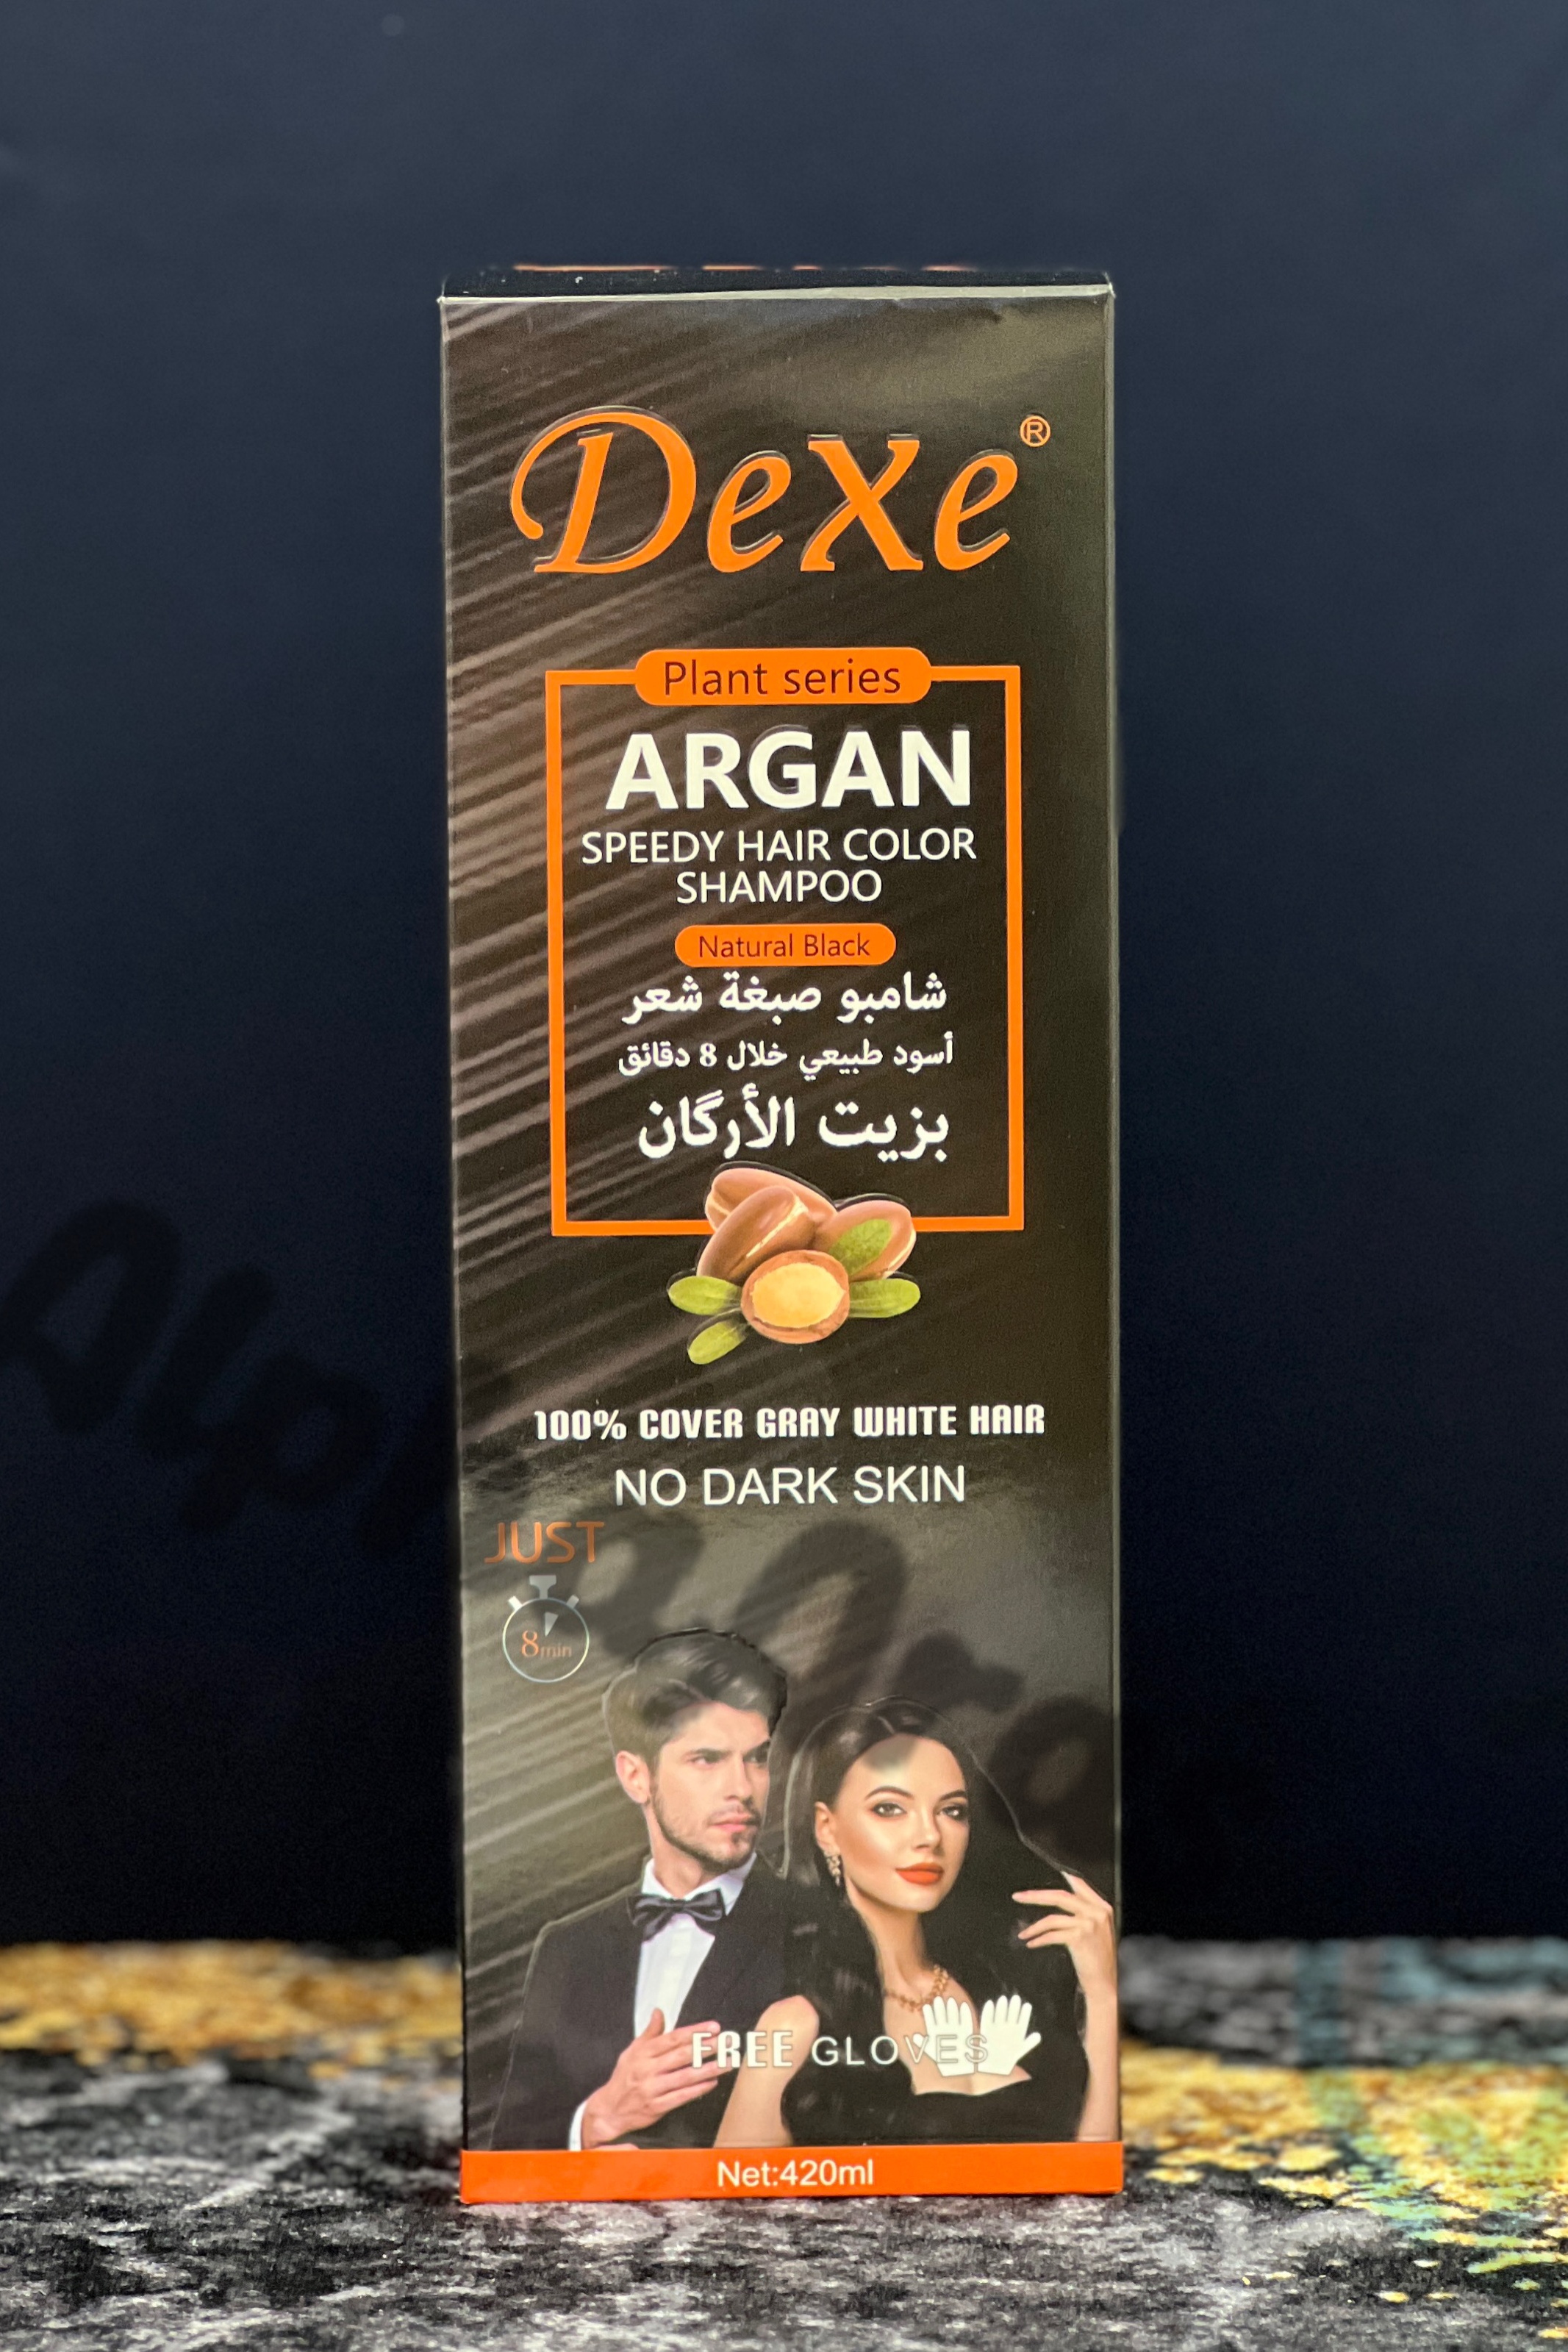 Dexe®
Plant series
ARGAN
SPEEDY HAIR COLOR
SHAMPOO
Natural Black
شامبو صبغة شعر
أسود طبيعي خلال 8 دقائق
بزيت الأرگان
100% COVER GRAY WHITE HAIR
NO DARK SKIN
JUST
8min
FREE GLOVES
Net:420ml